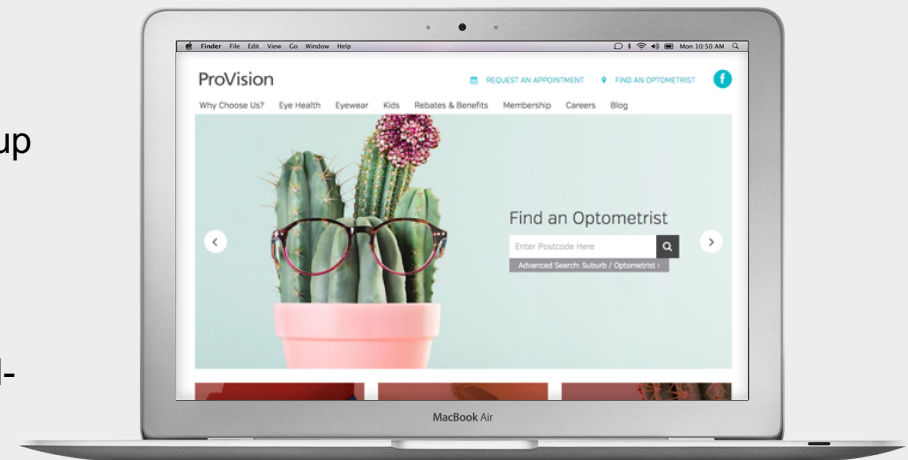 up
Finder File Edit View Go Window Help Mon 10:50 AM
ProVision
REQUEST AN APPOINTMENT FIND AN OPTOMETRIST f
Why Choose Us? Eye Health Eyewear Kids Rebates & Benefits Membership Careers Blog
Find an Optometrist
Enter Postcode Here
Advanced Search: Suburb / Optometrist ›
MacBook Air